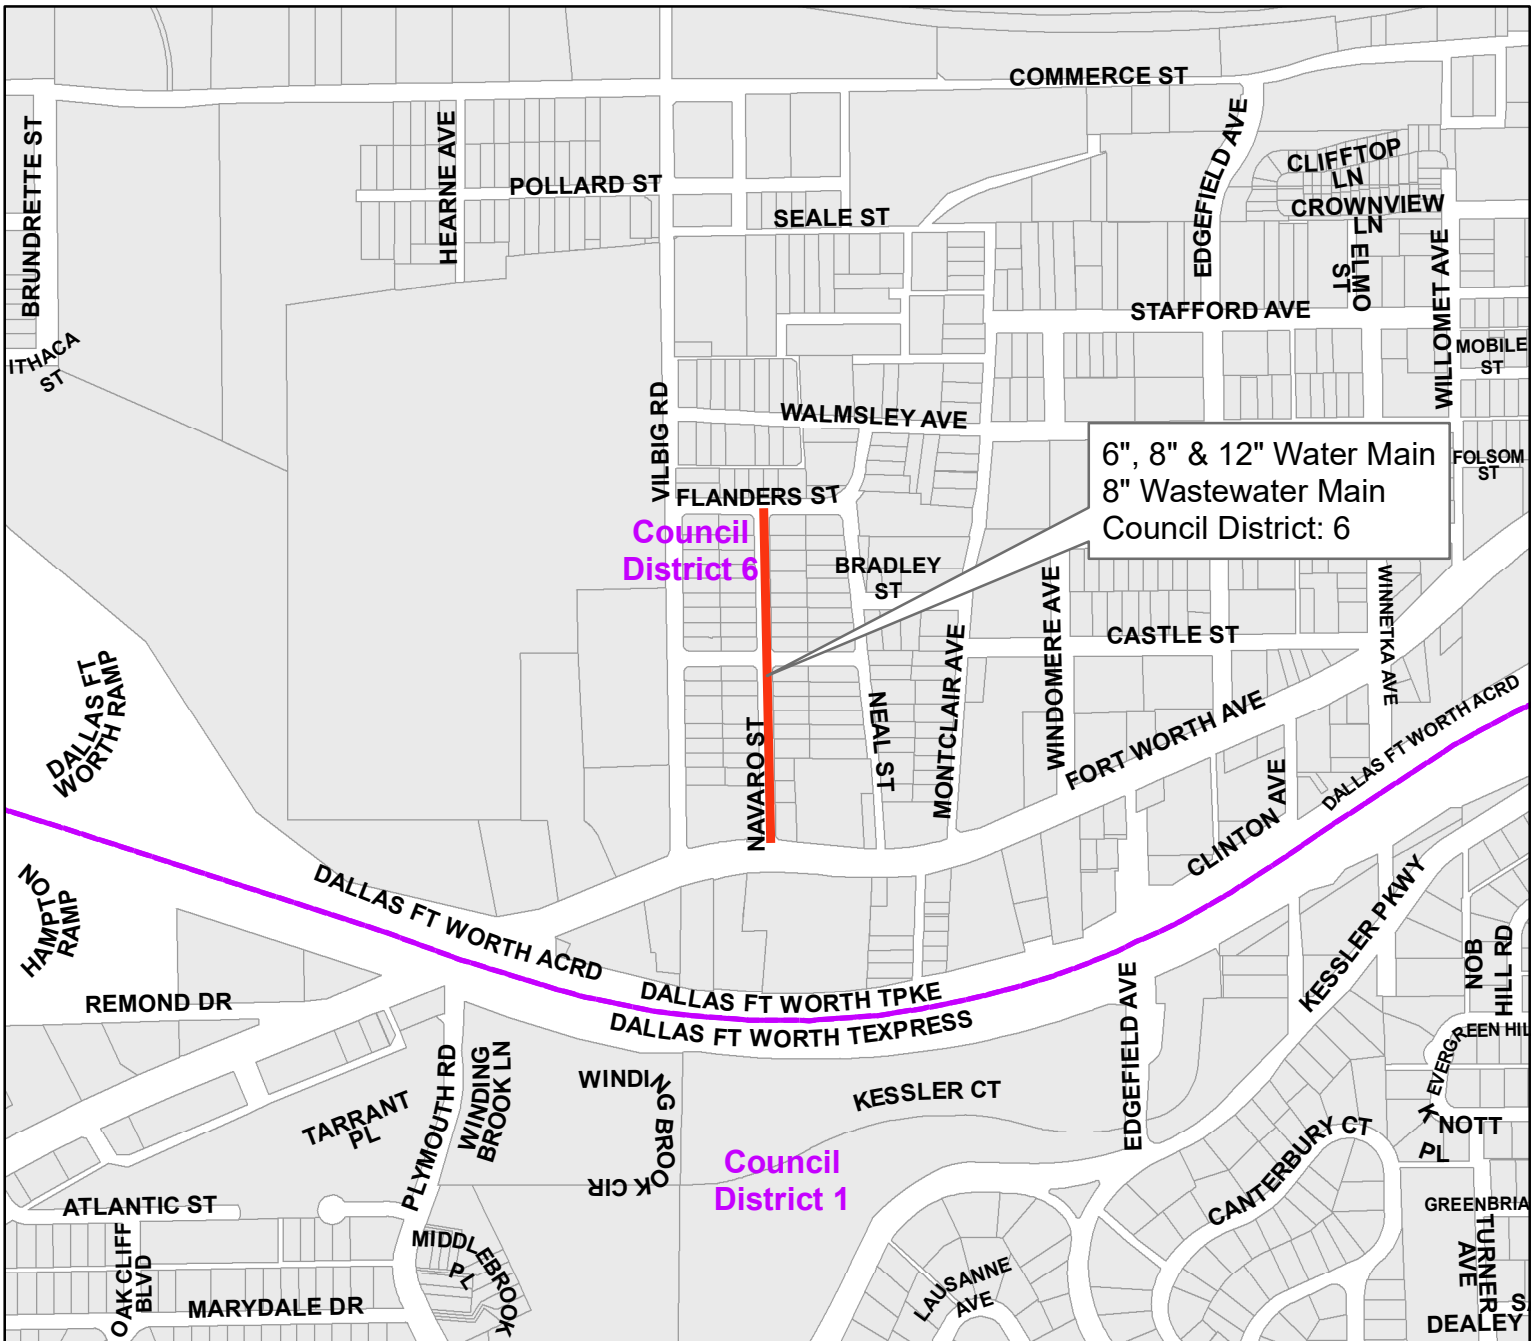 COMMERCE ST
BRUNDRETTE ST
HEARNE AVE
POLLARD ST
SEALE ST
EDGEFIELD AVE
CLIFFTOP
LN
CROWNVIEW
LN
ELMO
ST
WILLOMET AVE
STAFFORD AVE
ITHACA
ST
MOBILE
ST
VILBIG RD
WALMSLEY AVE
6", 8" & 12" Water Main
8" Wastewater Main
Council District: 6
FOLSOM
ST
FLANDERS ST
Council
District 6
BRADLEY
ST
WINDOMERE AVE
WINNETKA AVE
CASTLE ST
MONTCLAIR AVE
NEAL ST
NAVARO ST
DALLAS FT
WORTH RAMP
FORT WORTH AVE
DALLAS FT WORTH ACRD
CLINTON AVE
NO
HAMPTO
RAMP
DALLAS FT WORTH ACRD
KESSLER PKWY
NOB
HILL RD
REMOND DR
DALLAS FT WORTH TPKE
DALLAS FT WORTH TEXPRESS
EDGEFIELD AVE
EVERGREEN HIL
PLYMOUTH RD
WINDING
BROOK LN
WINDING BROOK CIR
KESSLER CT
TARRANT
PL
KNOTT
PL
CANTERBURY CT
Council
District 1
ATLANTIC ST
GREENBRIA
OAK CLIFF
BLVD
MIDDLEBROOK
PL
TURNER
AVE
LAUSANNE
AVE
MARYDALE DR
S
DEALEY